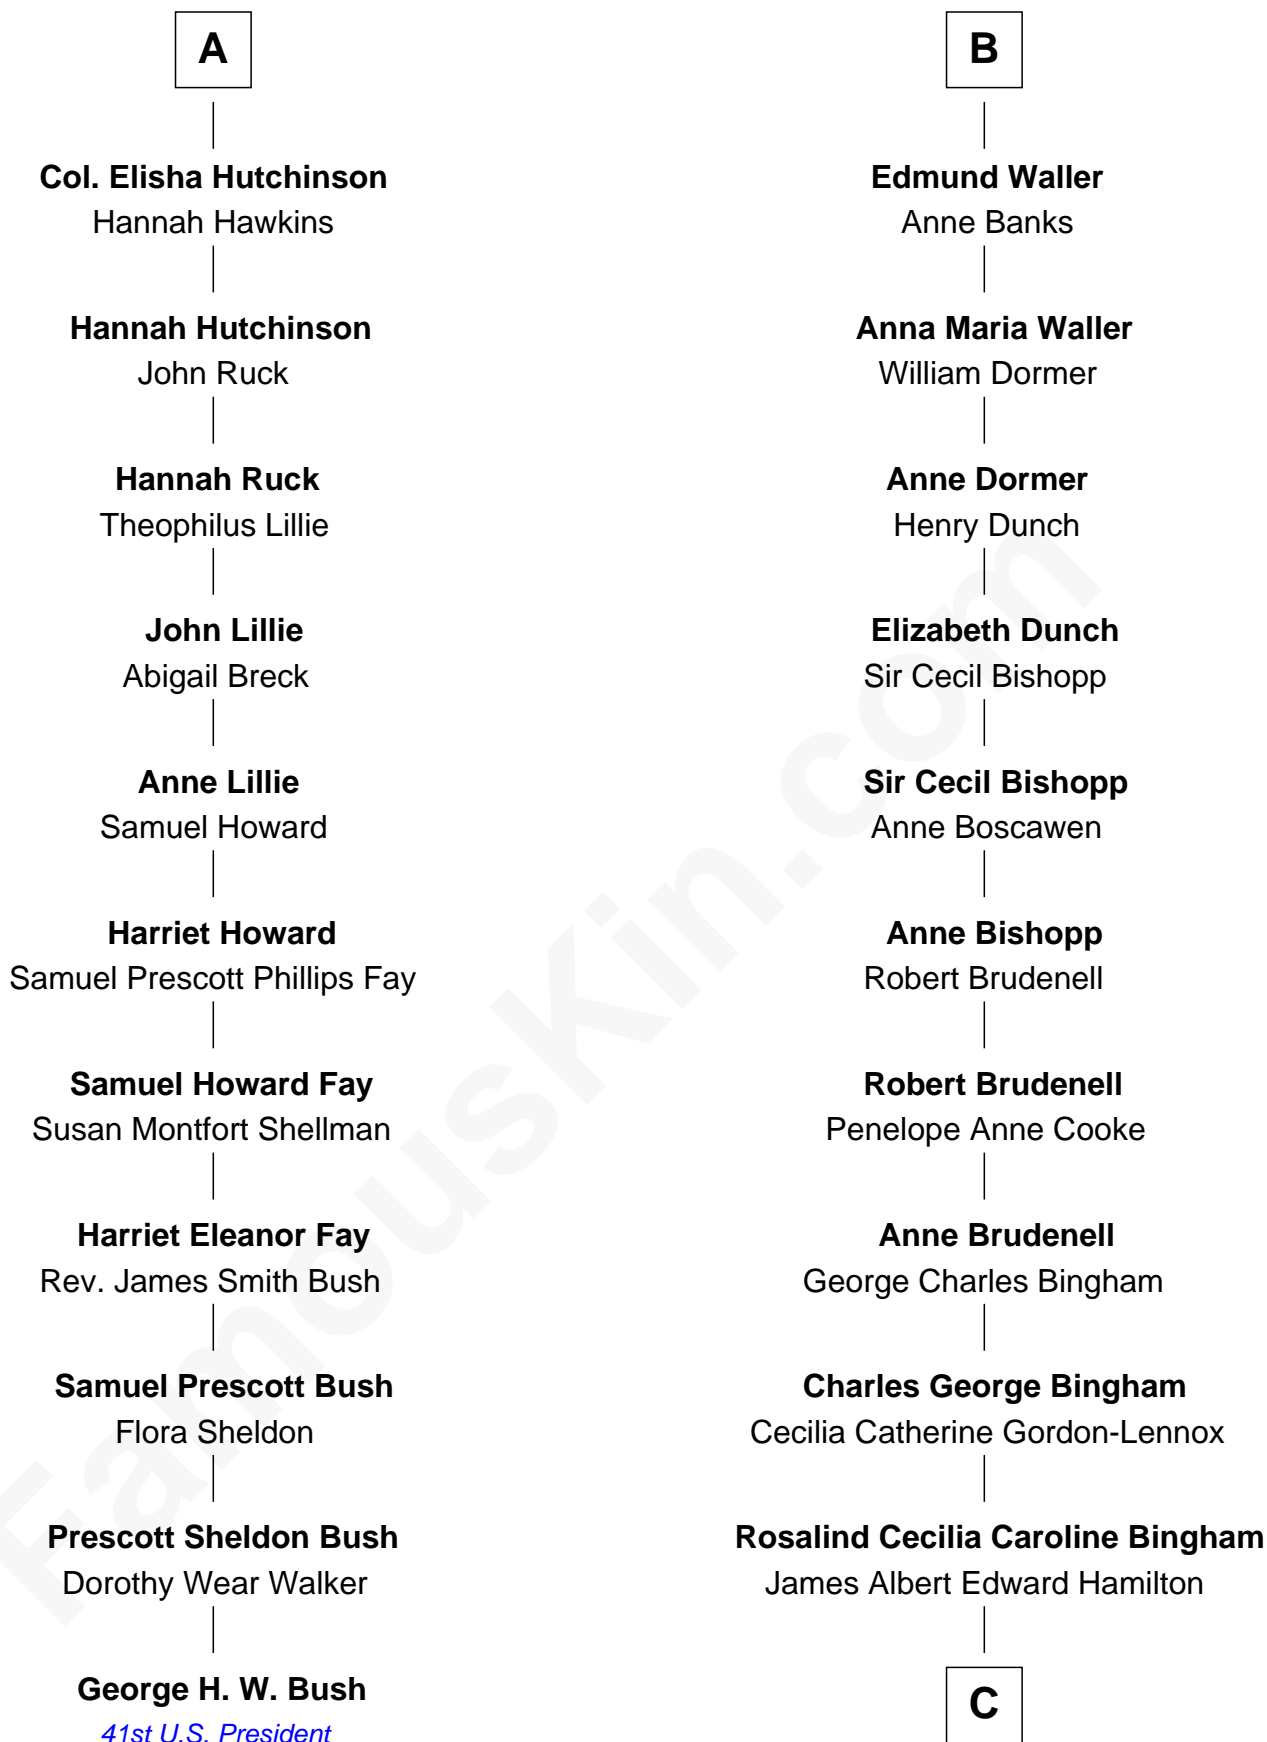 A
Col. Elisha Hutchinson
Hannah Hawkins
Hannah Hutchinson
John Ruck
Hannah Ruck
Theophilus Lillie
John Lillie
Abigail Breck
Anne Lillie
Samuel Howard
Harriet Howard
Samuel Prescott Phillips Fay
Samuel Howard Fay
Susan Montfort Shellman
Harriet Eleanor Fay
Rev. James Smith Bush
Samuel Prescott Bush
Flora Sheldon
Prescott Sheldon Bush
Dorothy Wear Walker
George H. W. Bush
41st U.S. President
B
Edmund Waller
Anne Banks
Anna Maria Waller
William Dormer
Anne Dormer
Henry Dunch
Elizabeth Dunch
Sir Cecil Bishopp
Sir Cecil Bishopp
Anne Boscawen
Anne Bishopp
Robert Brudenell
Robert Brudenell
Penelope Anne Cooke
Anne Brudenell
George Charles Bingham
Charles George Bingham
Cecilia Catherine Gordon-Lennox
Rosalind Cecilia Caroline Bingham
James Albert Edward Hamilton
C
FamousKin.com